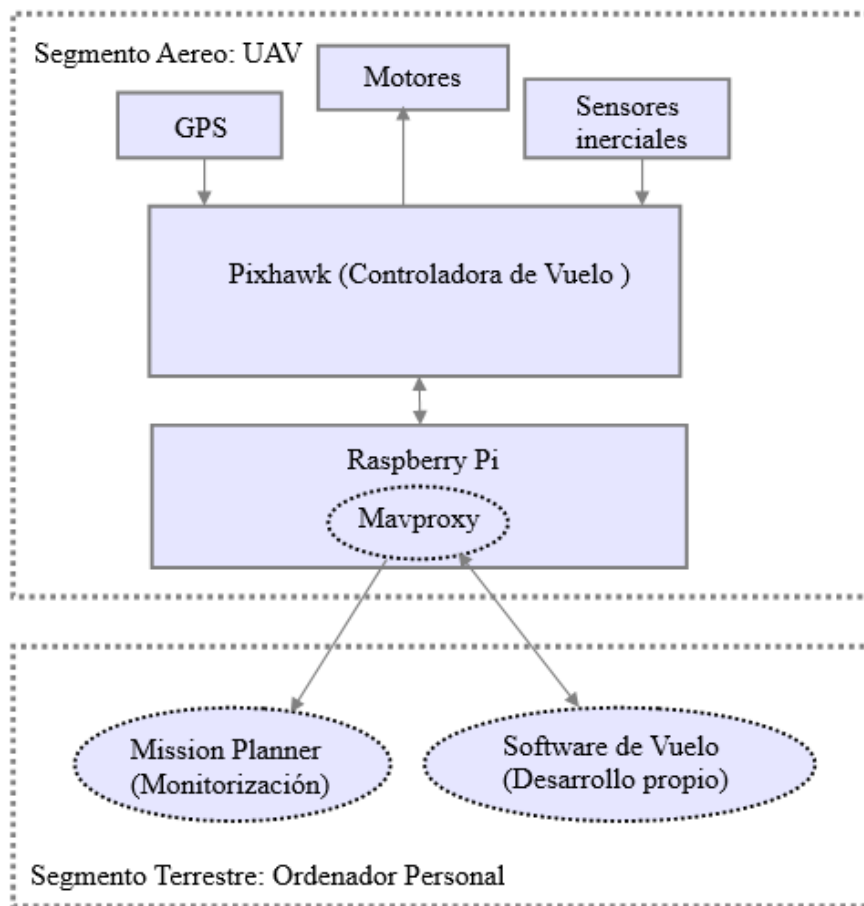 Segmento Aereo: UAV
Motores
GPS
Sensores
inerciales
Pixhawk (Controladora de Vuelo )
Raspberry Pi
Mavproxy
Mission Planner
(Monitorización)
Software de Vuelo
(Desarrollo propio)
Segmento Terrestre: Ordenador Personal